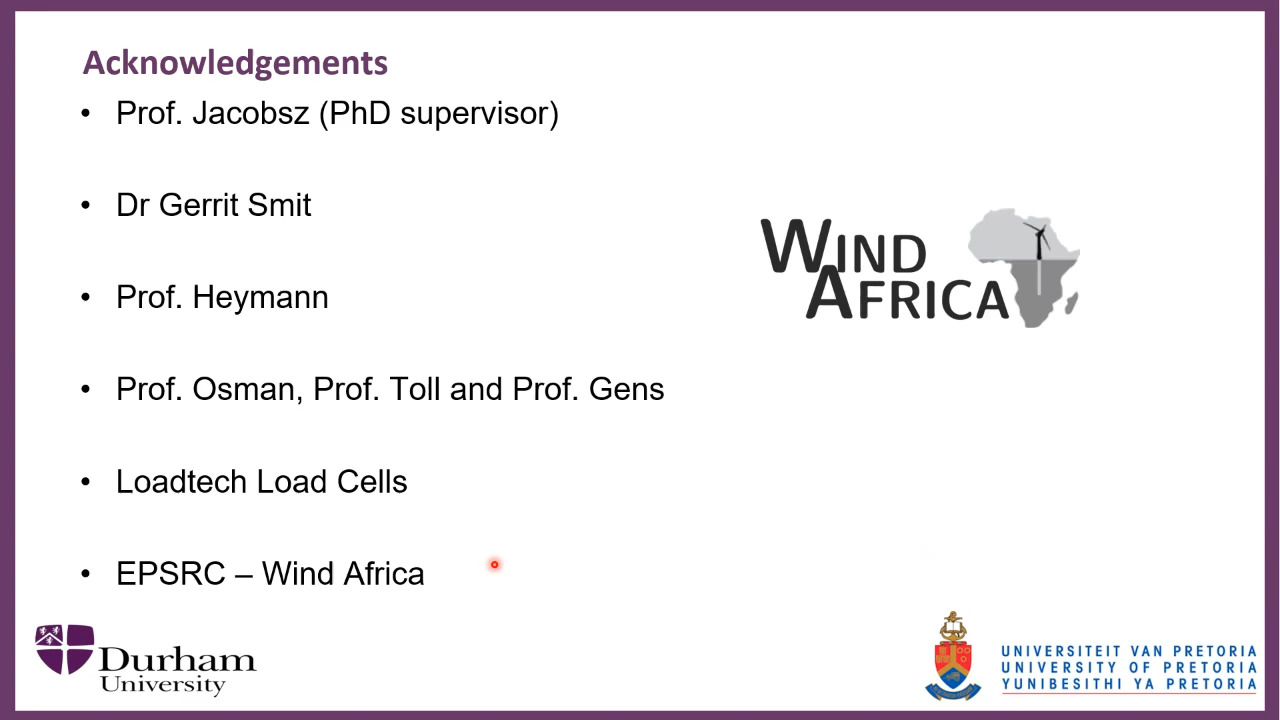 Acknowledgements
• Prof. Jacobsz (PhD supervisor)
• Dr Gerrit Smit
• Prof. Heymann
• Prof. Osman, Prof. Toll and Prof. Gens
• Loadtech Load Cells
• EPSRC – Wind Africa
WIND
AFRICA
Durham
University
UNIVERSITEIT VAN PRETORIA
UNIVERSITY OF PRETORIA
YUNIBESITHI YA PRETORIA